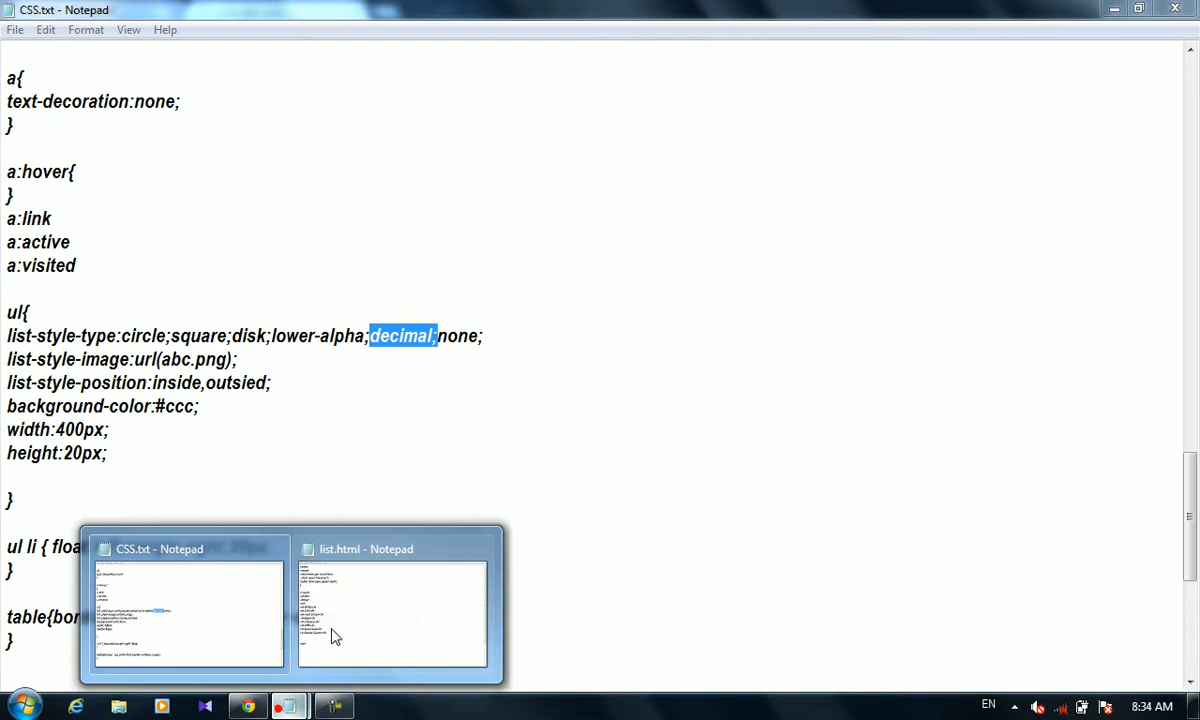 CSS.txt - Notepad
File Edit Format View Help
a{
text-decoration:none;
}
a:hover{
}
a:link
a:active
a:visited
ul{
list-style-type:circle;square;disk;lower-alpha;decimal;none;
list-style-image:url(abc.png);
list-style-position:inside,outsied;
background-color:#ccc;
width:400px;
height:20px;
}
ul li { floa
}
table{bor
}
CSS.txt - Notepad
list.html - Notepad
EN
8:34 AM